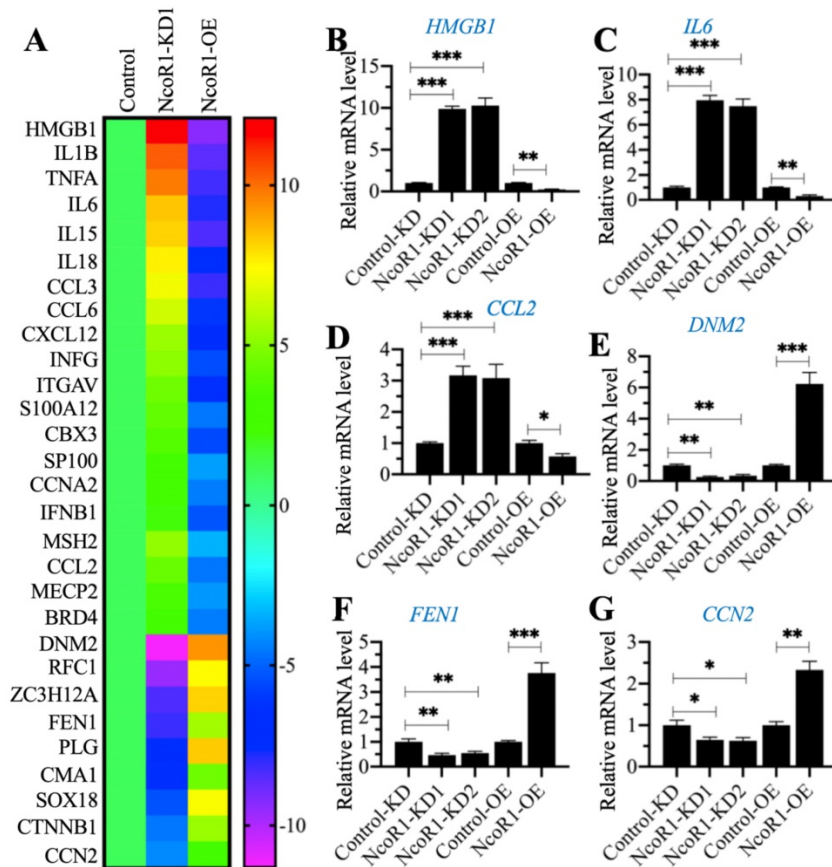 A
Control
NcoR1-KD1
NcoR1-OE
HMGB1
IL1B
TNFA
IL6
IL15
IL18
CCL3
CCL6
CXCL12
INFG
ITGAV
S100A12
CBX3
SP100
CCNA2
IFNB1
MSH2
CCL2
MECP2
BRD4
DNM2
RFC1
ZC3H12A
FEN1
PLG
CMA1
SOX18
CTNNB1
CCN2
10
5
0
-5
-10
B
HMGB1
Relative mRNA level
15
10
5
0
***
***
**
Control-KD
NcoR1-KD1
NcoR1-KD2
Control-OE
NcoR1-OE
C
IL6
Relative mRNA level
10
8
6
4
2
0
***
***
**
Control-KD
NcoR1-KD1
NcoR1-KD2
Control-OE
NcoR1-OE
D
CCL2
Relative mRNA level
4
3
2
1
0
***
***
*
Control-KD
NcoR1-KD1
NcoR1-KD2
Control-OE
NcoR1-OE
E
DNM2
Relative mRNA level
8
6
4
2
0
**
**
***
Control-KD
NcoR1-KD1
NcoR1-KD2
Control-OE
NcoR1-OE
F
FEN1
Relative mRNA level
5
4
3
2
1
0
**
**
***
Control-KD
NcoR1-KD1
NcoR1-KD2
Control-OE
NcoR1-OE
G
CCN2
Relative mRNA level
3
2
1
0
*
*
**
Control-KD
NcoR1-KD1
NcoR1-KD2
Control-OE
NcoR1-OE